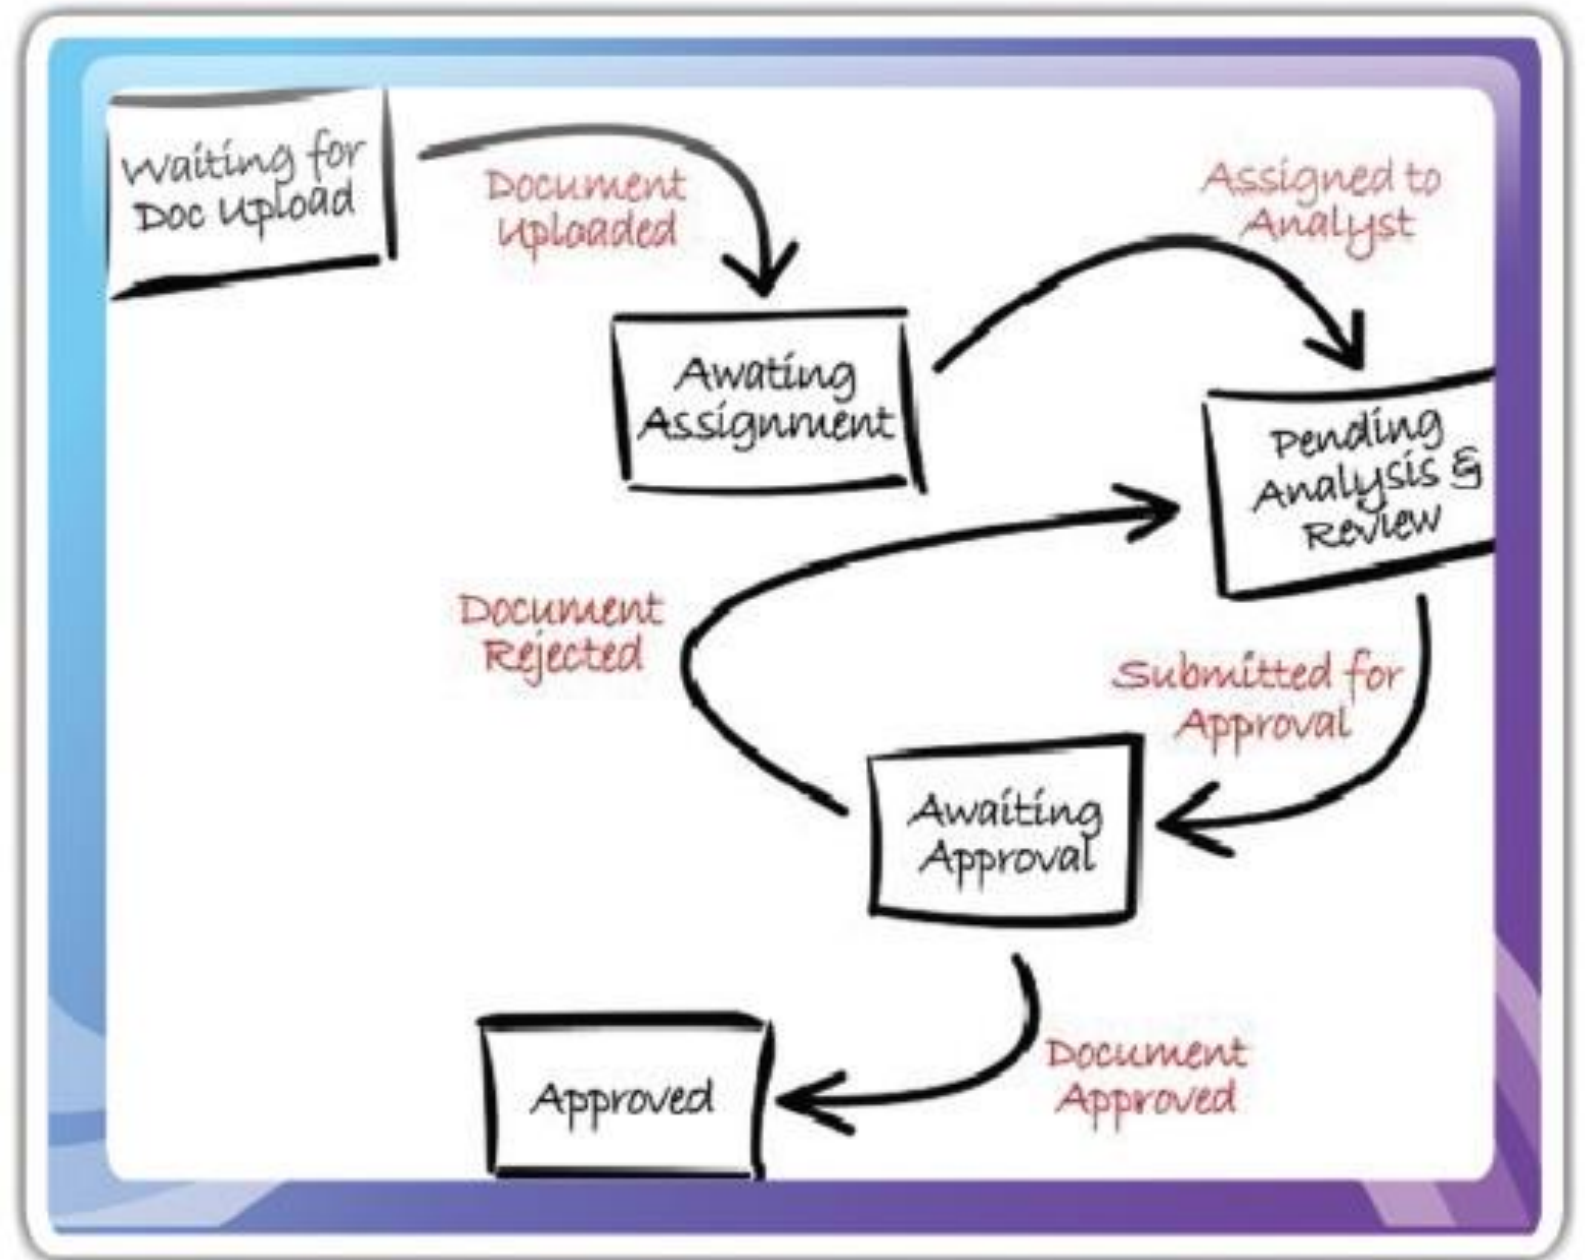 Waiting for
Doc Upload
Document
Uploaded
Assigned to
Analyst
Awating
Assignment
Pending
Analysis &
Review
Document
Rejected
Submitted for
Approval
Awaiting
Approval
Document
Approved
Approved